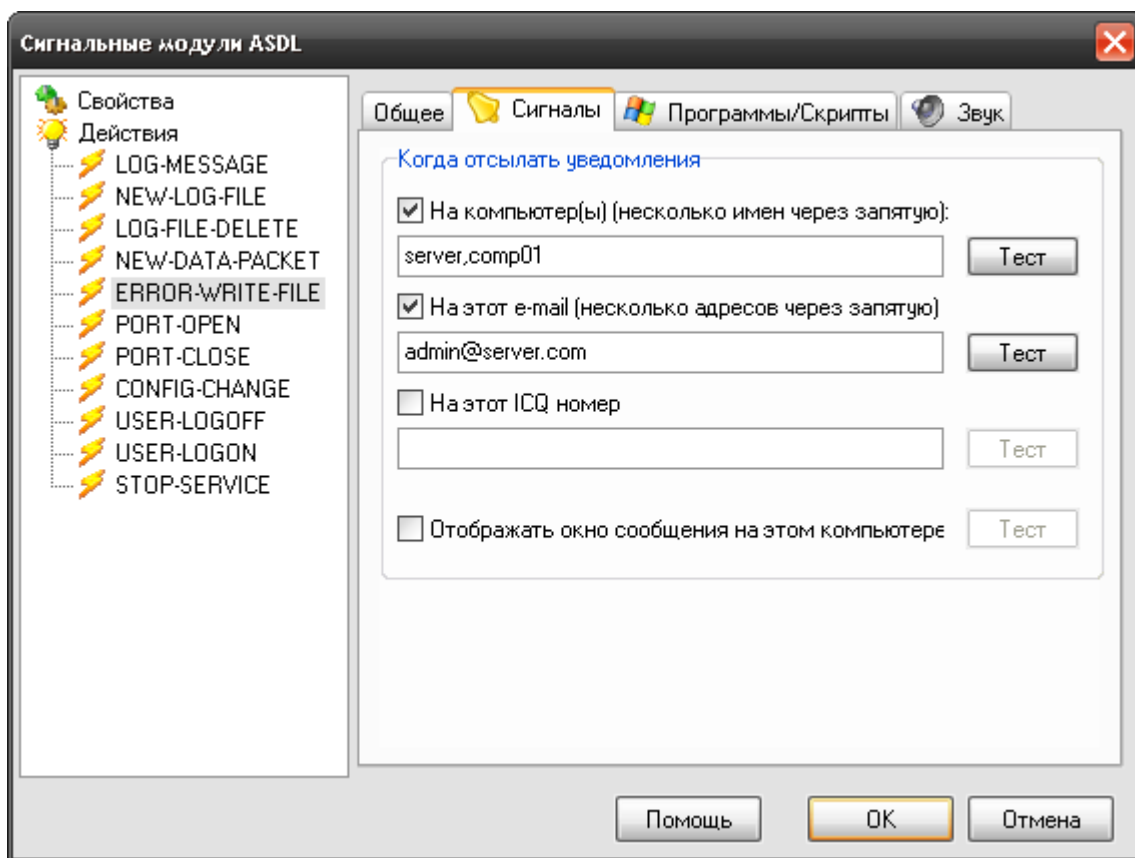 Сигнальные модули ASDL
Свойства
Действия
LOG-MESSAGE
NEW-LOG-FILE
LOG-FILE-DELETE
NEW-DATA-PACKET
ERROR-WRITE-FILE
PORT-OPEN
PORT-CLOSE
CONFIG-CHANGE
USER-LOGOFF
USER-LOGON
STOP-SERVICE
Общее Сигналы Программы/Скрипты Звук
Когда отсылать уведомления
На компьютер(ы) (несколько имен через запятую):
server,comp01 Тест
На этот e-mail (несколько адресов через запятую)
admin@server.com Тест
На этот ICQ номер
Тест
Отображать окно сообщения на этом компьютере Тест
Помощь OK Отмена